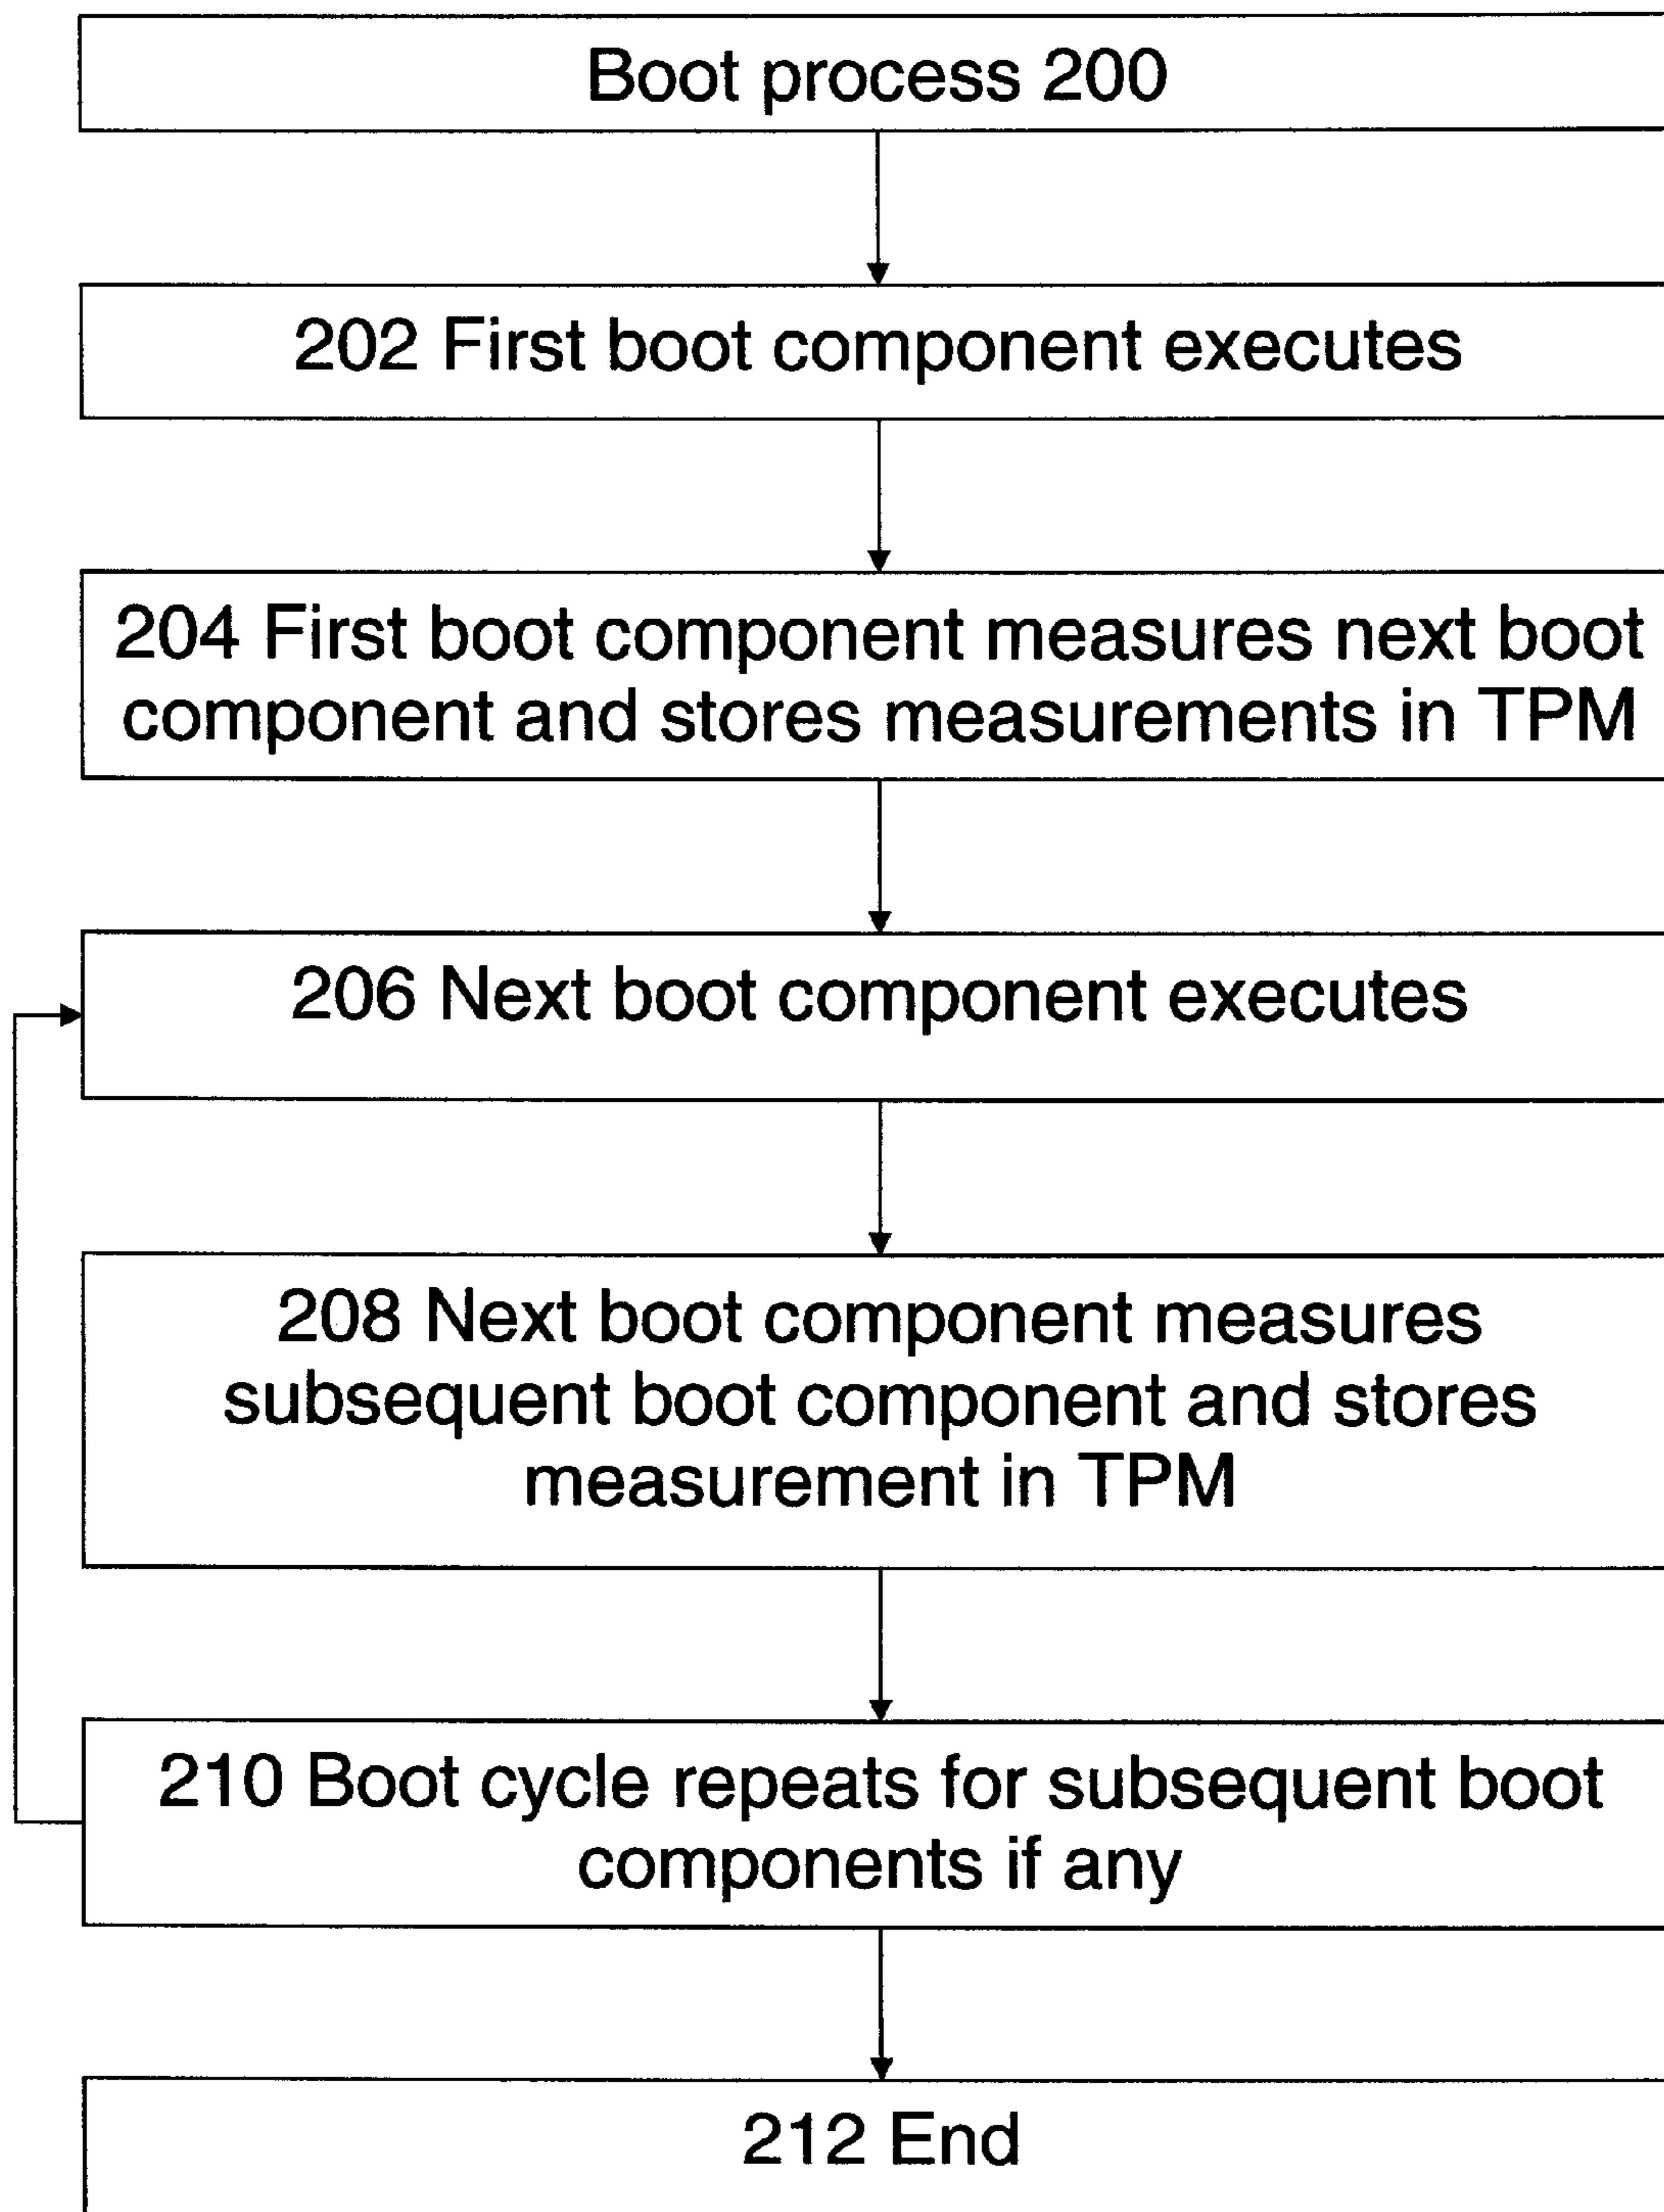 Boot process 200
202 First boot component executes
204 First boot component measures next boot
component and stores measurements in TPM
206 Next boot component executes
208 Next boot component measures
subsequent boot component and stores
measurement in TPM
210 Boot cycle repeats for subsequent boot
components if any
212 End